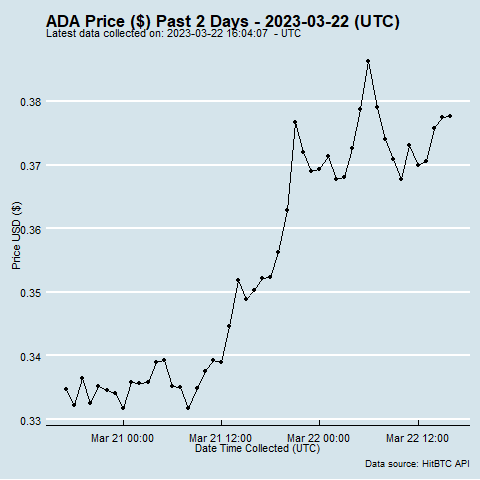 ADA Price ($) Past 2 Days - 2023-03-22 (UTC)
Latest data collected on: 2023-03-22 16:04:07 - UTC
0.38
0.37
0.36
0.35
0.34
0.33
Price USD ($)
Mar 21 00:00
Mar 21 12:00
Mar 22 00:00
Mar 22 12:00
Date Time Collected (UTC)
Data source: HitBTC API